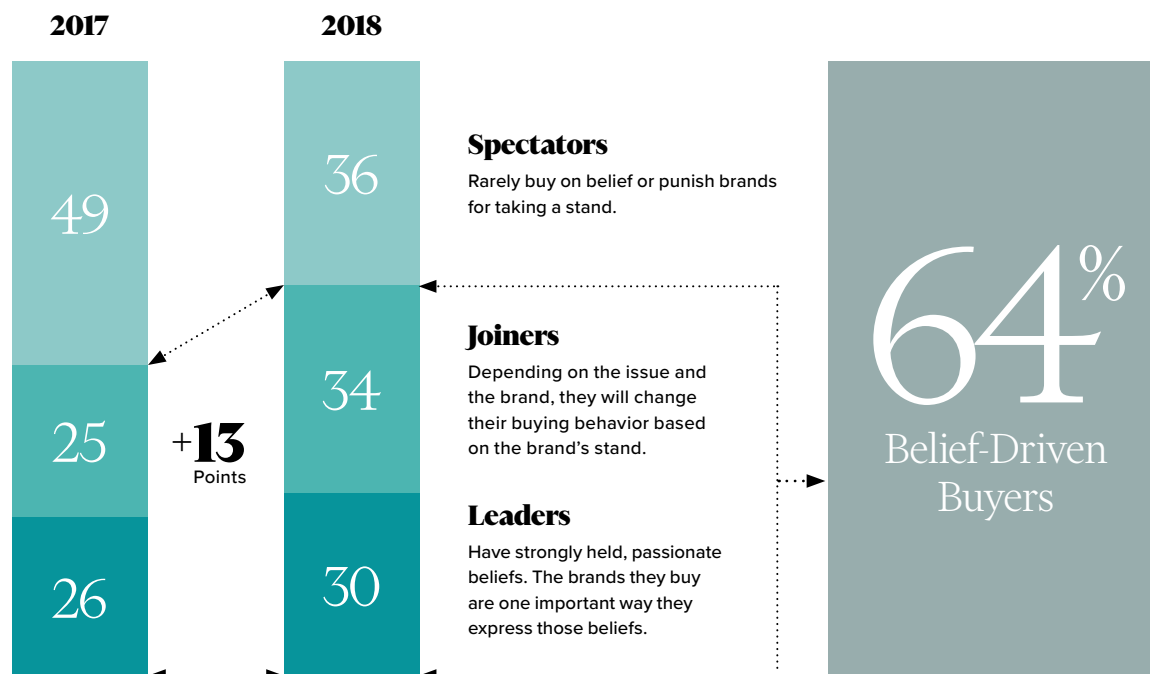 2017
2018
49
25
26
+13
Points
36
34
30
Spectators
Rarely buy on belief or punish brands
for taking a stand.
Joiners
Depending on the issue and
the brand, they will change
their buying behavior based
on the brand’s stand.
Leaders
Have strongly held, passionate
beliefs. The brands they buy
are one important way they
express those beliefs.
64%
Belief-Driven
Buyers